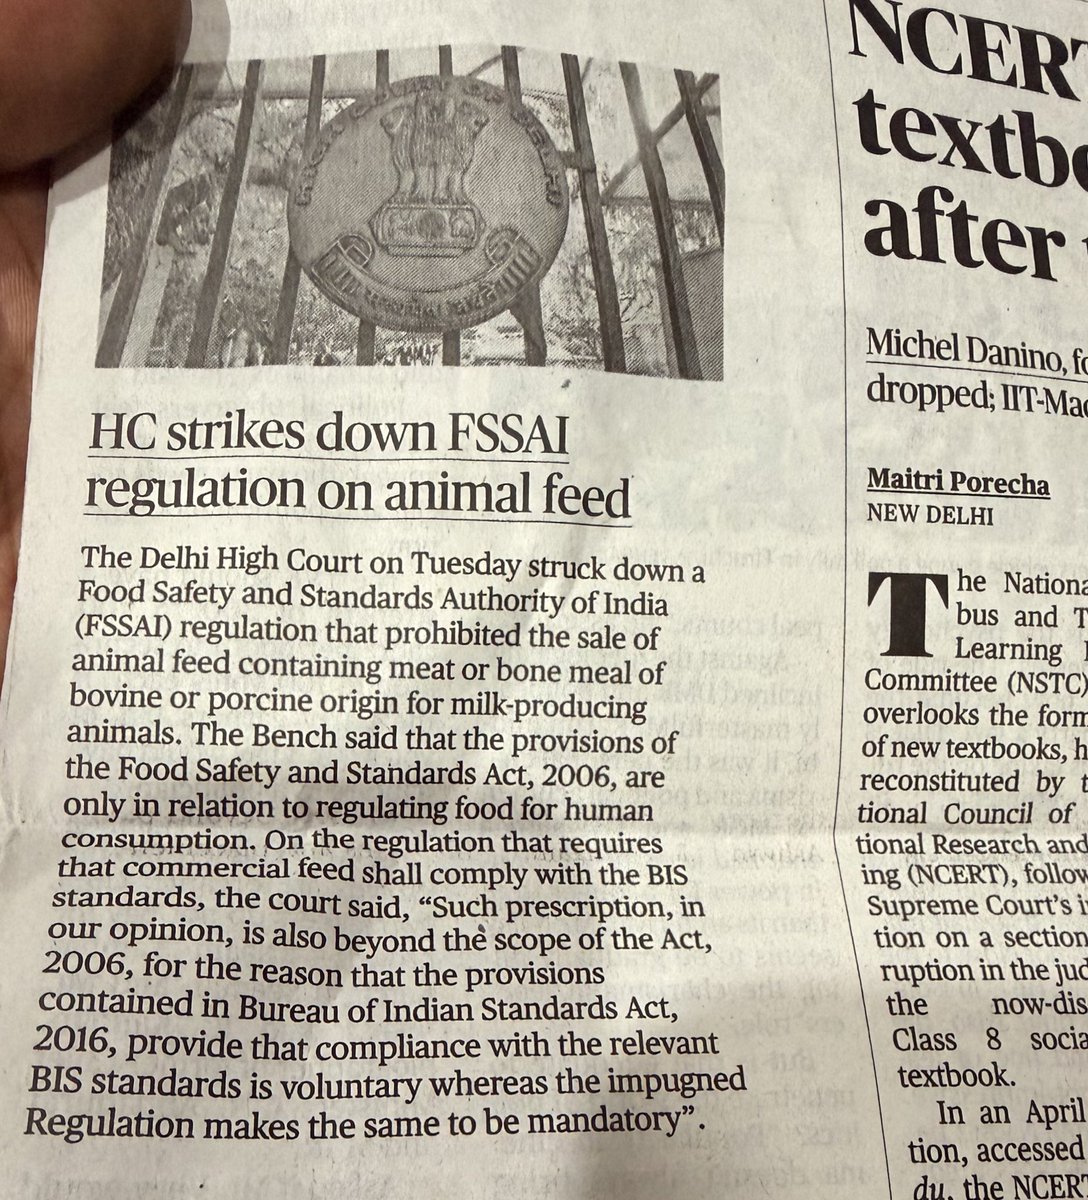 HC strikes down FSSAI
regulation on animal feed
The Delhi High Court on Tuesday struck down a
Food Safety and Standards Authority of India
(FSSAI) regulation that prohibited the sale of
animal feed containing meat or bone meal of
bovine or porcine origin for milk-producing
animals. The Bench said that the provisions of
the Food Safety and Standards Act, 2006, are
only in relation to regulating food for human
consumption. On the regulation that requires
that commercial feed shall comply with the BIS
standards, the court said, “Such prescription, in
our opinion, is also beyond the scope of the Act,
2006, for the reason that the provisions
contained in Bureau of Indian Standards Act,
2016, provide that compliance with the relevant
BIS standards is voluntary whereas the impugned
Regulation makes the same to be mandatory”.
NCERT
textbo
after
Michel Danino, fo
dropped; IIT-Mad
Maitri Porecha
NEW DELHI
The Nationa
bus and T
Learning
Committee (NSTC)
overlooks the form
of new textbooks, h
reconstituted by t
tional Council of
tional Research and
ing (NCERT), follow
Supreme Court’s i
tion on a section
ruption in the jud
the now-dis
Class 8 socia
textbook.
In an April
tion, accessed
du, the NCERT